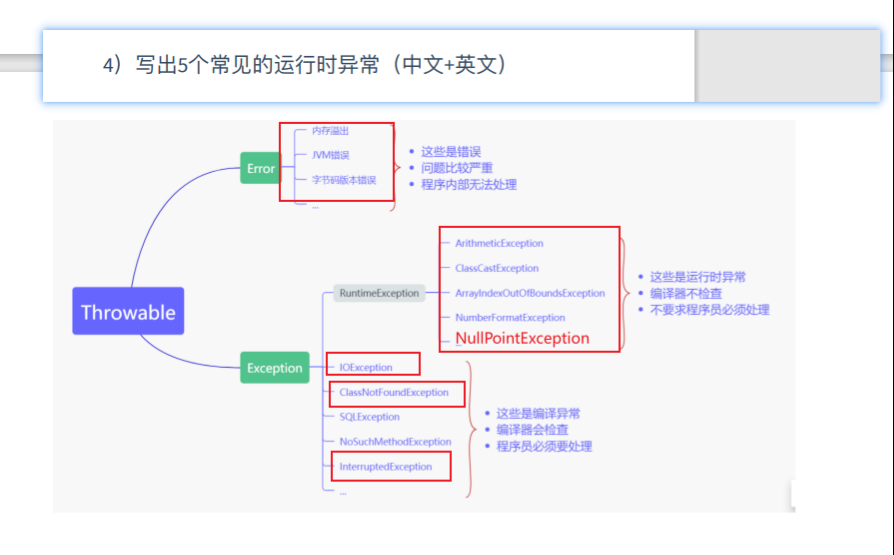 4）写出5个常见的运行时异常（中文+英文）
内存溢出
JVM错误
字节码版本错误
...
Error
这些是错误
问题比较严重
程序内部无法处理
Throwable
ArithmeticException
ClassCastException
RuntimeException
ArrayIndexOutOfBoundsException
NumberFormatException
NullPointException
这些是运行时异常
编译器不检查
不要求程序员必须处理
Exception
IOException
ClassNotFoundException
SQLException
NoSuchMethodException
InterruptedException
...
这些是编译异常
编译器会检查
程序员必须要处理